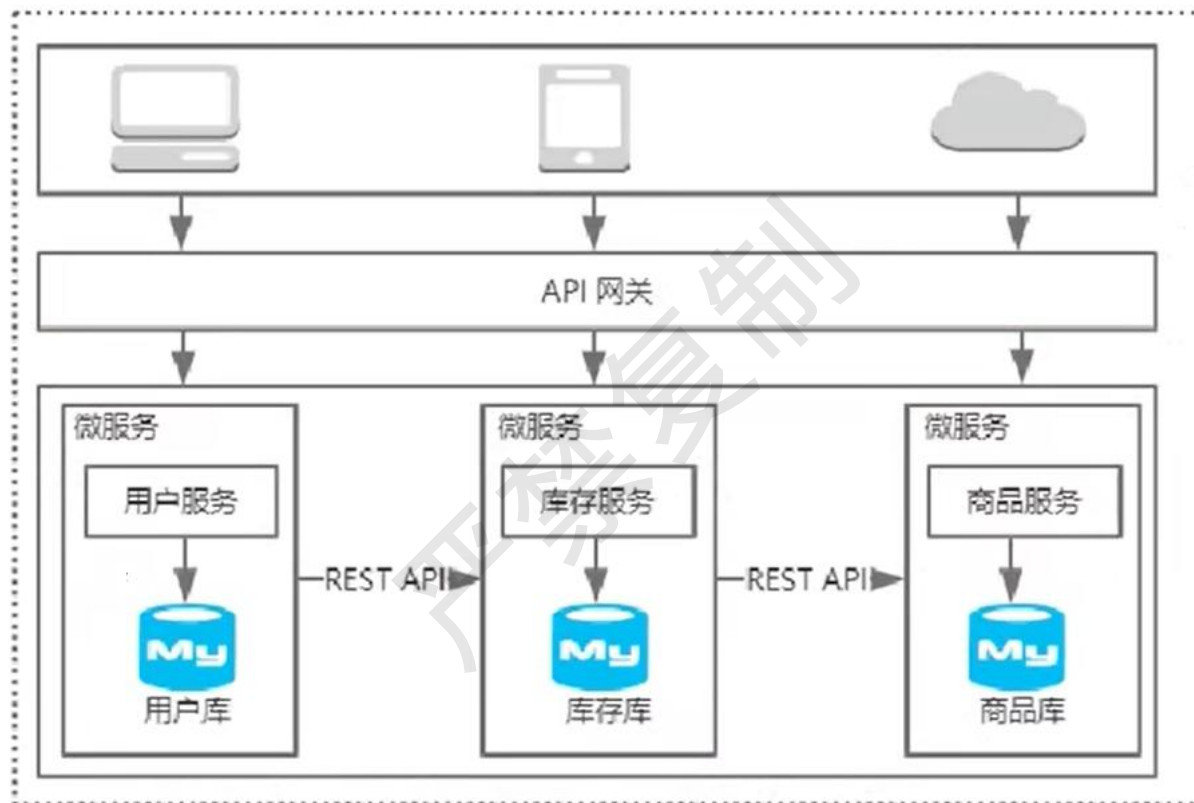 API 网关
微服务
微服务
微服务
用户服务
库存服务
商品服务
REST API
REST API
My
My
My
用户库
库存库
商品库
严禁复制